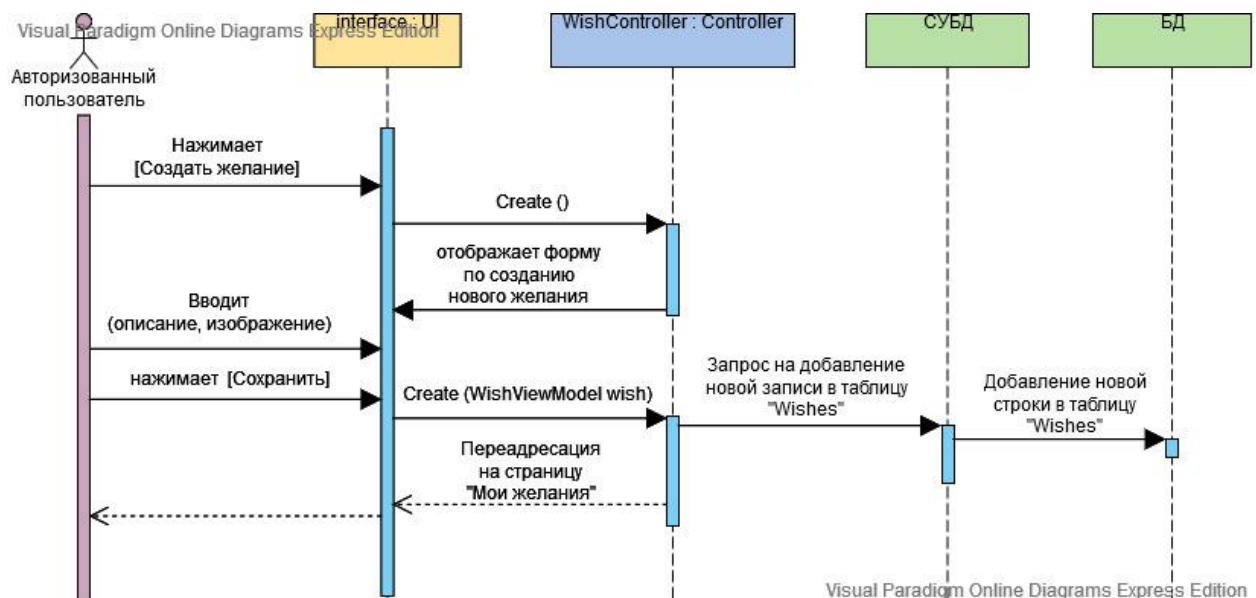 Visual Paradigm Online Diagrams Express Edition
interface : UI
WishController : Controller
СУБД
БД
Авторизованный
пользователь
Нажимает
[Создать желание]
Create ()
отображает форму
по созданию
нового желания
Вводит
(описание, изображение)
нажимает [Сохранить]
Create (WishViewModel wish)
Запрос на добавление
новой записи в таблицу
"Wishes"
Добавление новой
строки в таблицу
"Wishes"
Переадресация
на страницу
"Мои желания"
Visual Paradigm Online Diagrams Express Edition